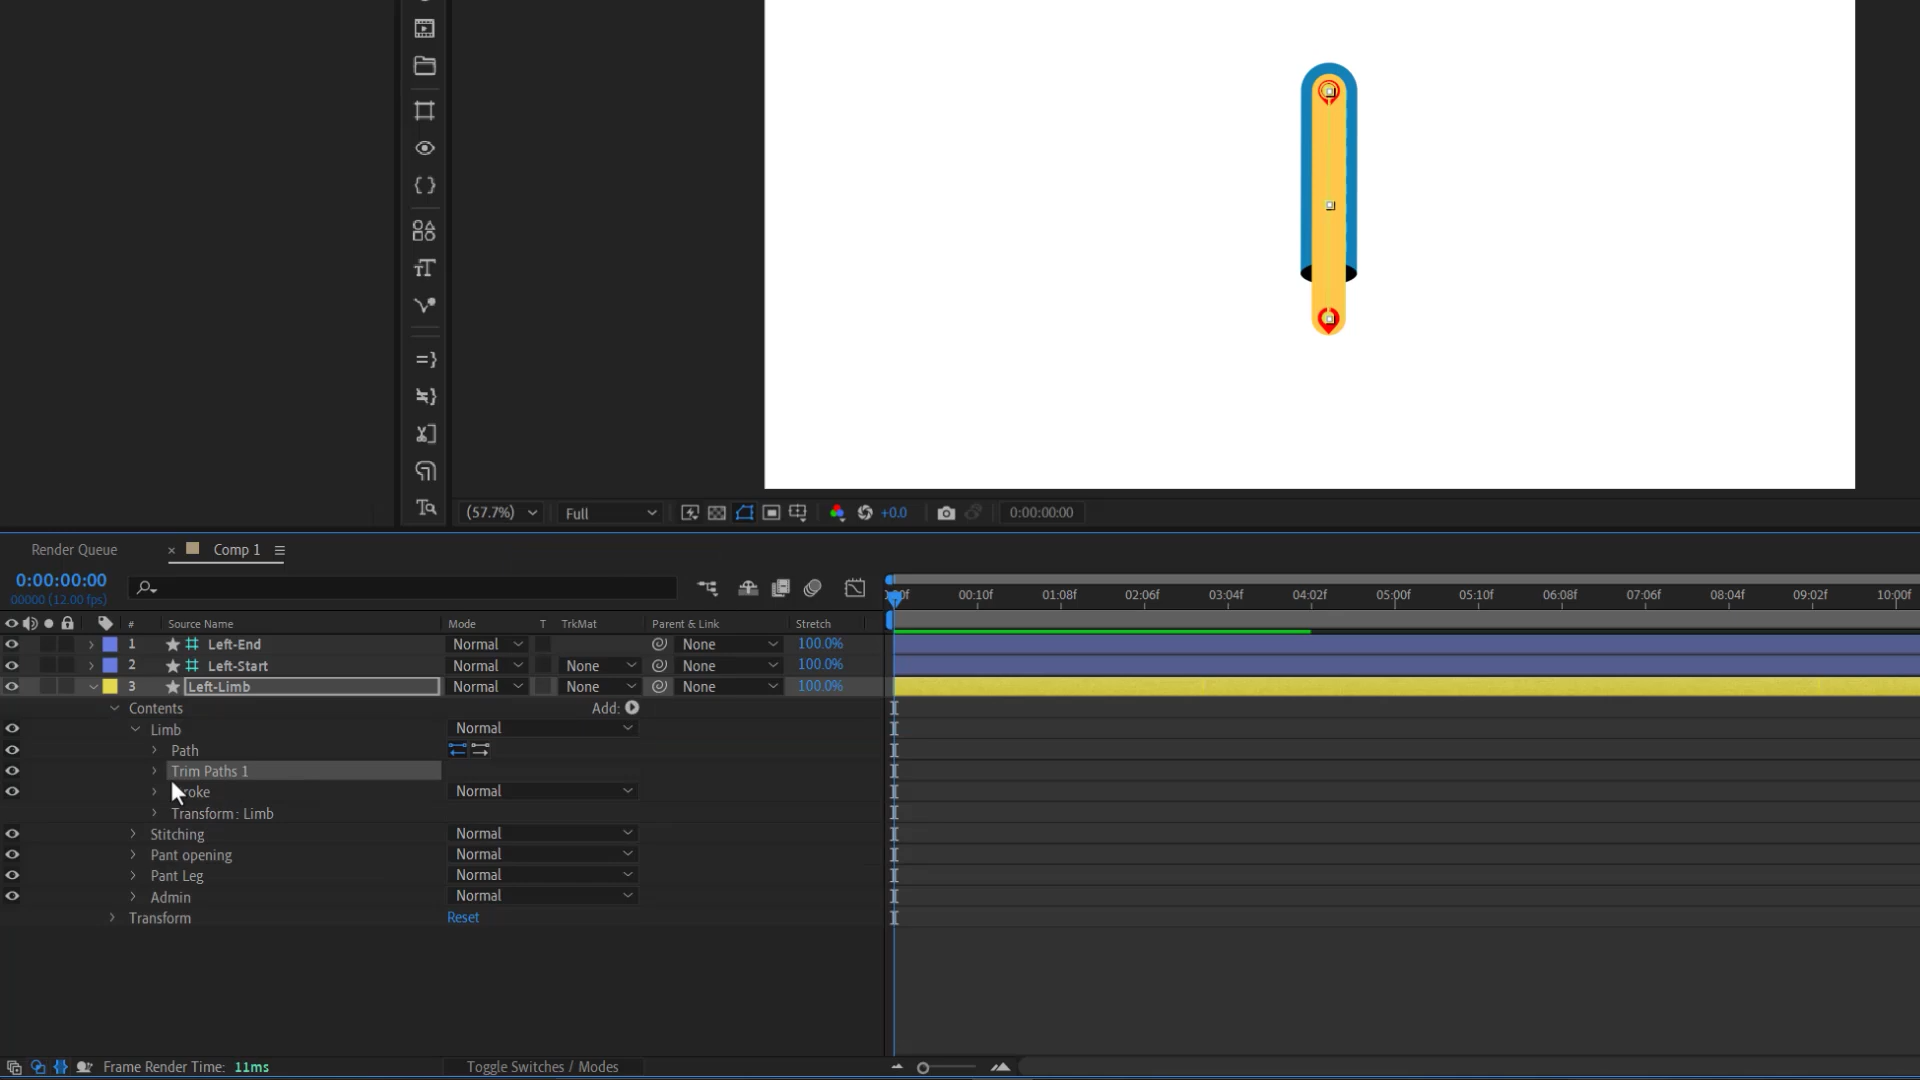 (57.7%) Full +0.0 0:00:00:00
Render Queue × Comp 1
0:00:00:00
00000 (12.00 fps)
00:10f 01:08f 02:06f 03:04f 04:02f 05:00f 05:10f 06:08f 07:06f 08:04f 09:02f 10:00f
# Source Name Mode T TrkMat Parent & Link Stretch
1 Left-End Normal None 100.0%
2 Left-Start Normal None None 100.0%
3 Left-Limb Normal None None 100.0%
Contents Add:
Limb Normal
Path
Trim Paths 1
roke Normal
Transform: Limb
Stitching Normal
Pant opening Normal
Pant Leg Normal
Admin Normal
Transform Reset
Frame Render Time: 11ms Toggle Switches / Modes